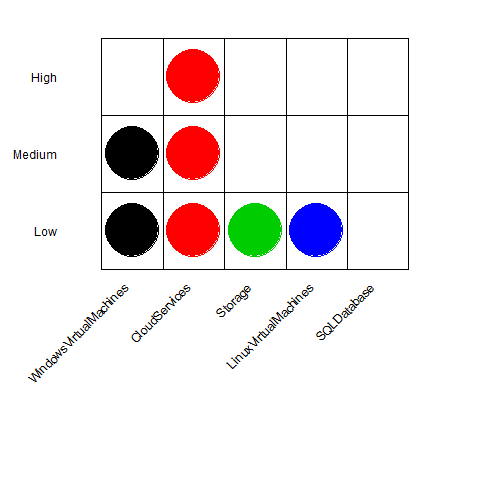 High
Medium
Low
WindowsVirtualMachines
CloudServices
Storage
LinuxVirtualMachines
SQLDatabase